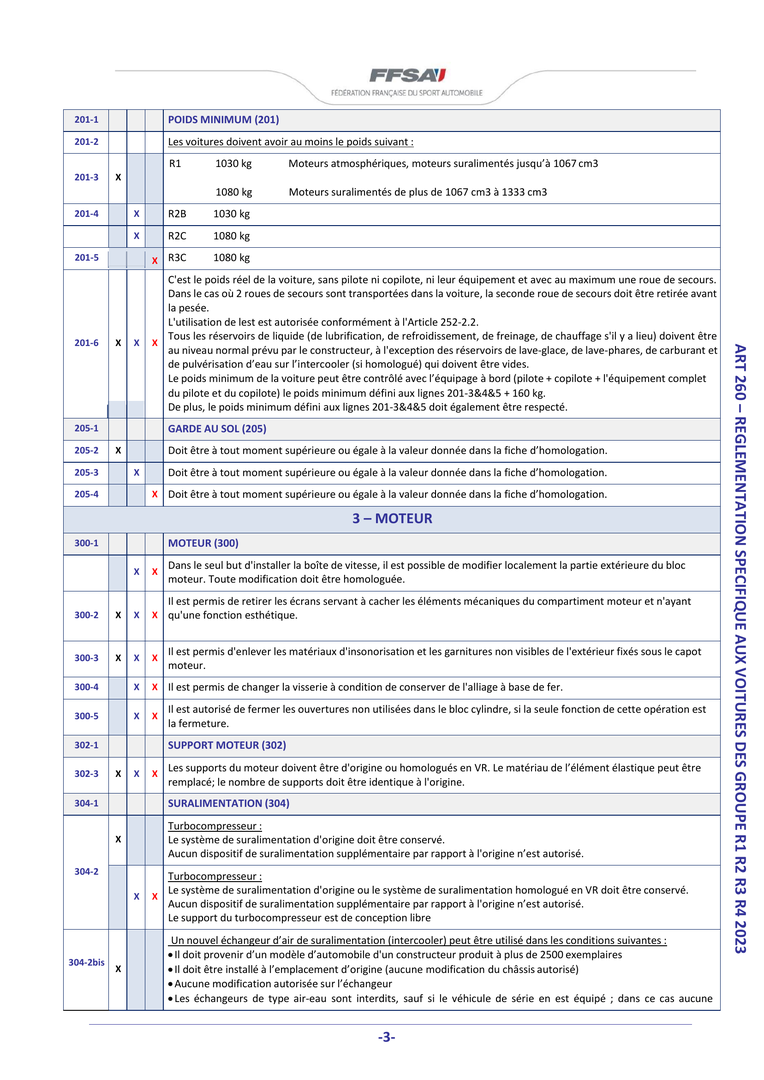 FFSA
FÉDÉRATION FRANÇAISE DU SPORT AUTOMOBILE
201-1 POIDS MINIMUM (201)
201-2 Les voitures doivent avoir au moins le poids suivant :
201-3 X R1 1030 kg Moteurs atmosphériques, moteurs suralimentés jusqu'à 1067 cm3
1080 kg Moteurs suralimentés de plus de 1067 cm3 à 1333 cm3
201-4 X R2B 1030 kg
X R2C 1080 kg
201-5 X R3C 1080 kg
C'est le poids réel de la voiture, sans pilote ni copilote, ni leur équipement et avec au maximum une roue de secours.
Dans le cas où 2 roues de secours sont transportées dans la voiture, la seconde roue de secours doit être retirée avant
la pesée.
L'utilisation de lest est autorisée conformément à l'Article 252-2.2.
Tous les réservoirs de liquide (de lubrification, de refroidissement, de freinage, de chauffage s'il y a lieu) doivent être
201-6 X X X au niveau normal prévu par le constructeur, à l'exception des réservoirs de lave-glace, de lave-phares, de carburant et
de pulvérisation d'eau sur l'intercooler (si homologué) qui doivent être vides.
Le poids minimum de la voiture peut être contrôlé avec l'équipage à bord (pilote + copilote + l'équipement complet
du pilote et du copilote) le poids minimum défini aux lignes 201-3&4&5 + 160 kg.
De plus, le poids minimum défini aux lignes 201-3&4&5 doit également être respecté.
205-1 GARDE AU SOL (205)
205-2 X Doit être à tout moment supérieure ou égale à la valeur donnée dans la fiche d'homologation.
205-3 X Doit être à tout moment supérieure ou égale à la valeur donnée dans la fiche d'homologation.
205-4 X Doit être à tout moment supérieure ou égale à la valeur donnée dans la fiche d'homologation.
3 – MOTEUR
300-1 MOTEUR (300)
X X Dans le seul but d'installer la boîte de vitesse, il est possible de modifier localement la partie extérieure du bloc
moteur. Toute modification doit être homologuée.
Il est permis de retirer les écrans servant à cacher les éléments mécaniques du compartiment moteur et n'ayant
300-2 X X X qu'une fonction esthétique.
300-3 X X X Il est permis d'enlever les matériaux d'insonorisation et les garnitures non visibles de l'extérieur fixés sous le capot
moteur.
300-4 X X Il est permis de changer la visserie à condition de conserver de l'alliage à base de fer.
300-5 X X Il est autorisé de fermer les ouvertures non utilisées dans le bloc cylindre, si la seule fonction de cette opération est
la fermeture.
302-1 SUPPORT MOTEUR (302)
302-3 X X X Les supports du moteur doivent être d'origine ou homologués en VR. Le matériau de l'élément élastique peut être
remplacé; le nombre de supports doit être identique à l'origine.
304-1 SURALIMENTATION (304)
Turbocompresseur :
X Le système de suralimentation d'origine doit être conservé.
Aucun dispositif de suralimentation supplémentaire par rapport à l'origine n'est autorisé.
304-2 Turbocompresseur :
X X Le système de suralimentation d'origine ou le système de suralimentation homologué en VR doit être conservé.
Aucun dispositif de suralimentation supplémentaire par rapport à l'origine n'est autorisé.
Le support du turbocompresseur est de conception libre
Un nouvel échangeur d'air de suralimentation (intercooler) peut être utilisé dans les conditions suivantes :
• Il doit provenir d'un modèle d'automobile d'un constructeur produit à plus de 2500 exemplaires
304-2bis X • Il doit être installé à l'emplacement d'origine (aucune modification du châssis autorisé)
• Aucune modification autorisée sur l'échangeur
• Les échangeurs de type air-eau sont interdits, sauf si le véhicule de série en est équipé ; dans ce cas aucune
ART 260 – REGLEMENTATION SPECIFIQUE AUX VOITURES DES GROUPE R1 R2 R3 R4 2023
-3-